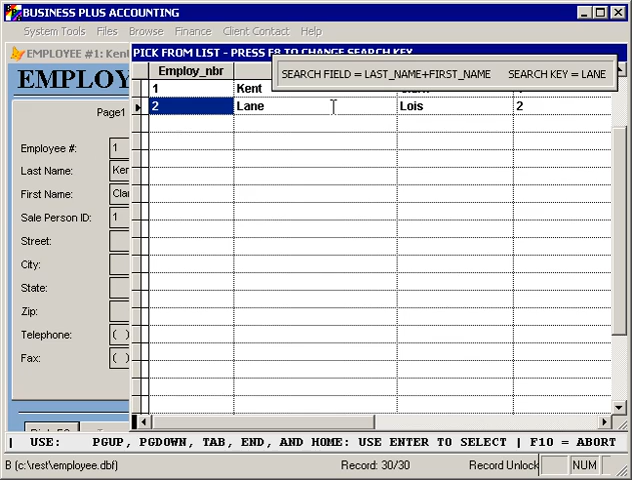 BUSINESS PLUS ACCOUNTING
System Tools Files Browse Finance Client Contact Help
EMPLOYEE #1: Kent
PICK FROM LIST - PRESS F8 TO CHANGE SEARCH KEY
SEARCH FIELD = LAST_NAME+FIRST_NAME SEARCH KEY = LANE
EMPLOY
Employ_nbr
1 Kent
2 Lane Lois 2
Page1
Employee #: 1
Last Name: Ken
First Name: Clar
Sale Person ID: 1
Street:
City:
State:
Zip:
Telephone: ( )
Fax: ( )
| USE: PGUP, PGDOWN, TAB, END, AND HOME: USE ENTER TO SELECT | F10 = ABORT
B (c:\rest\employee.dbf) Record: 30/30 Record Unlock NUM